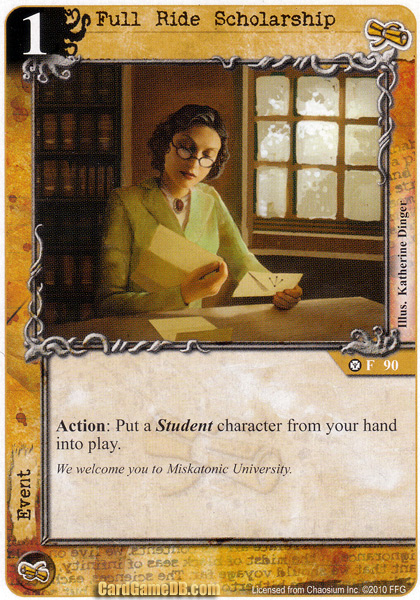 1
Full Ride Scholarship
Illus. Katherine Dinger
F 90
Action: Put a Student character from your hand
into play.
We welcome you to Miskatonic University.
Event
CardGameDB.com
Licensed from Chaosium Inc. ©2010 FFG